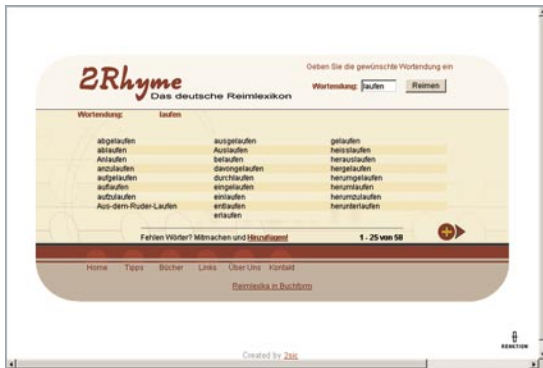 Geben Sie die gewünschte Wortendung ein
2Rhyme
Das deutsche Reimlexikon
Wortendung: laufen Reimen
Wortendung: laufen
abgelaufen ausgelaufen gelaufen
ablaufen Auslaufen heisslaufen
Anlaufen belaufen herauslaufen
anzulaufen davongelaufen hergelaufen
aufgelaufen durchlaufen herumgelaufen
auflaufen eingelaufen herumlaufen
aufzulaufen einlaufen herumzulaufen
Aus-dem-Ruder-Laufen entlaufen herunterlaufen
erlaufen
Fehlen Wörter? Mitmachen und Hinzufügen! 1 - 25 von 58
Home Tipps Bücher Links Über Uns Kontakt
Reimlexika in Buchform
REDAKTION
Created by 2sic